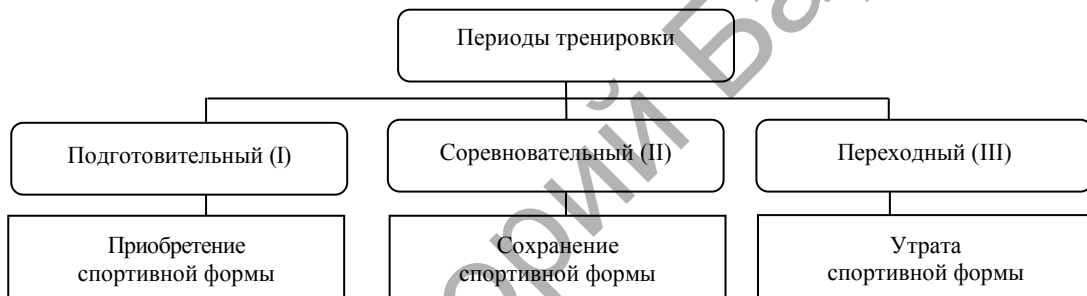 Периоды тренировки
Подготовительный (I)
Соревновательный (II)
Переходный (III)
Приобретение
спортивной формы
Сохранение
спортивной формы
Утрата
спортивной формы